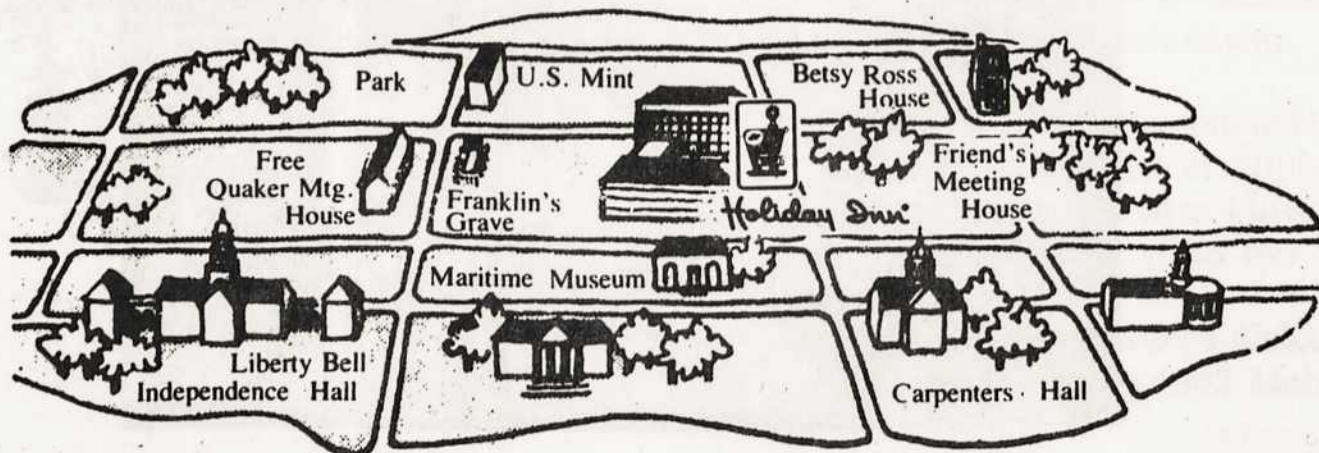 Park
U.S. Mint
Betsy Ross
House
Free
Quaker Mtg.
House
Franklin's
Grave
Holiday Inn
Friend's
Meeting
House
Maritime Museum
Liberty Bell
Independence Hall
Carpenters Hall